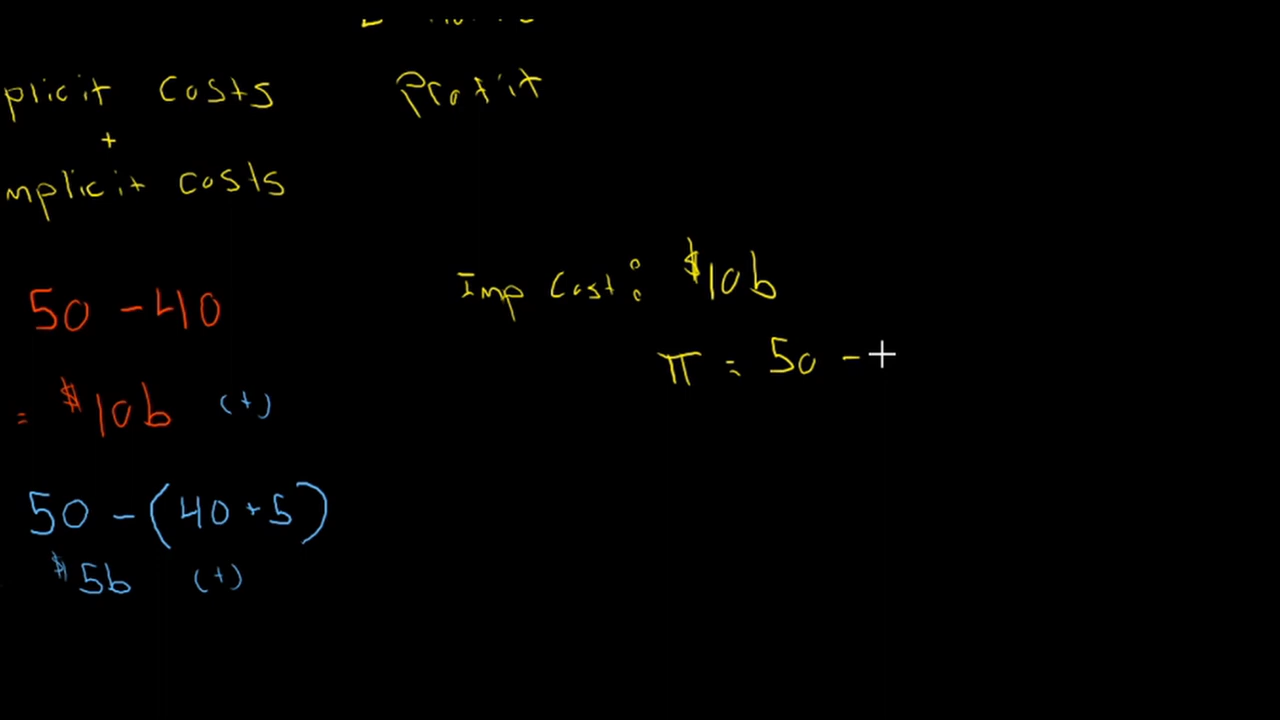 plicit costs
+
mplicit costs
50 - 40
= $10b (+)
50 - (40 + 5)
$5b (+)
Profit
Imp Cost: $10b
π = 50 -